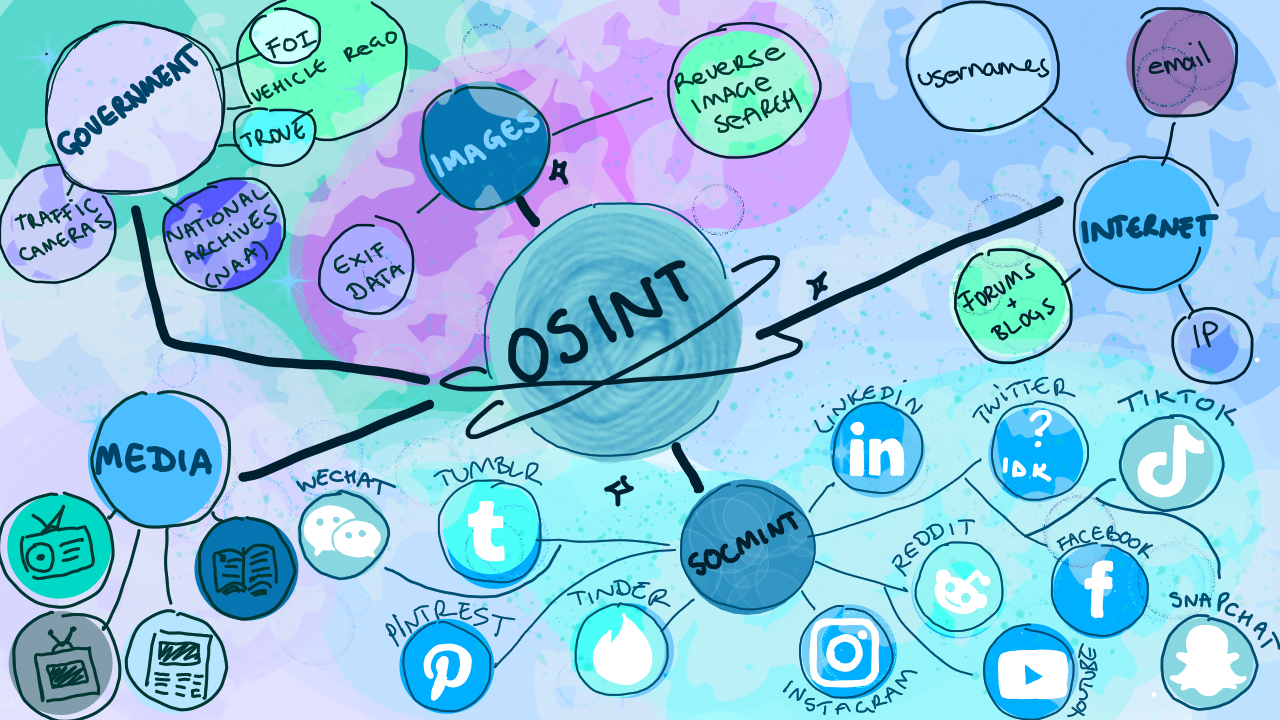 GOVERNMENT
FOI
VEHICLE REGO
TROVE
TRAFFIC
CAMERAS
NATIONAL
ARCHIVES
(NAA)
IMAGES
REVERSE
IMAGE
SEARCH
EXIF
DATA
OSINT
usernames
email
INTERNET
FORUMS
+
BLOGS
IP
MEDIA
WECHAT
TUMBLR
t
PINTREST
TINDER
SOCMINT
LINKEDIN
in
TWITTER
?
IDK
TIKTOK
REDDIT
FACEBOOK
f
INSTAGRAM
YOUTUBE
SNAPCHAT